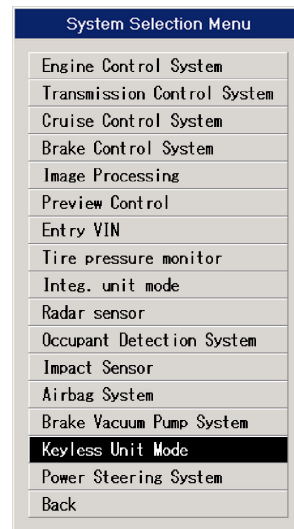 System Selection Menu
Engine Control System
Transmission Control System
Cruise Control System
Brake Control System
Image Processing
Preview Control
Entry VIN
Tire pressure monitor
Integ. unit mode
Radar sensor
Occupant Detection System
Impact Sensor
Airbag System
Brake Vacuum Pump System
Keyless Unit Mode
Power Steering System
Back